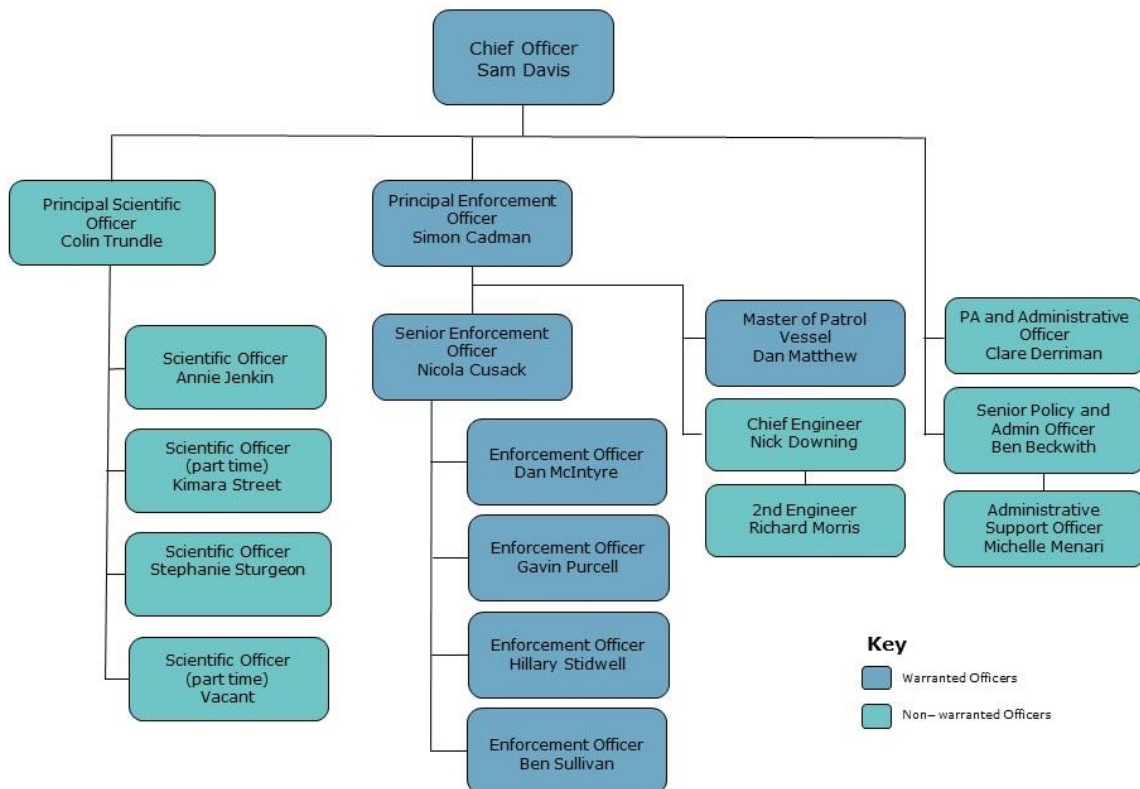 Chief Officer
Sam Davis
Principal Scientific
Officer
Colin Trundle
Scientific Officer
Annie Jenkin
Scientific Officer
(part time)
Kimara Street
Scientific Officer
Stephanie Sturgeon
Scientific Officer
(part time)
Vacant
Principal Enforcement
Officer
Simon Cadman
Senior Enforcement
Officer
Nicola Cusack
Enforcement Officer
Dan McIntyre
Enforcement Officer
Gavin Purcell
Enforcement Officer
Hillary Stidwell
Enforcement Officer
Ben Sullivan
Master of Patrol
Vessel
Dan Matthew
Chief Engineer
Nick Downing
2nd Engineer
Richard Morris
PA and Administrative
Officer
Clare Derriman
Senior Policy and
Admin Officer
Ben Beckwith
Administrative
Support Officer
Michelle Menari
Key
Warranted Officers
Non-warranted Officers